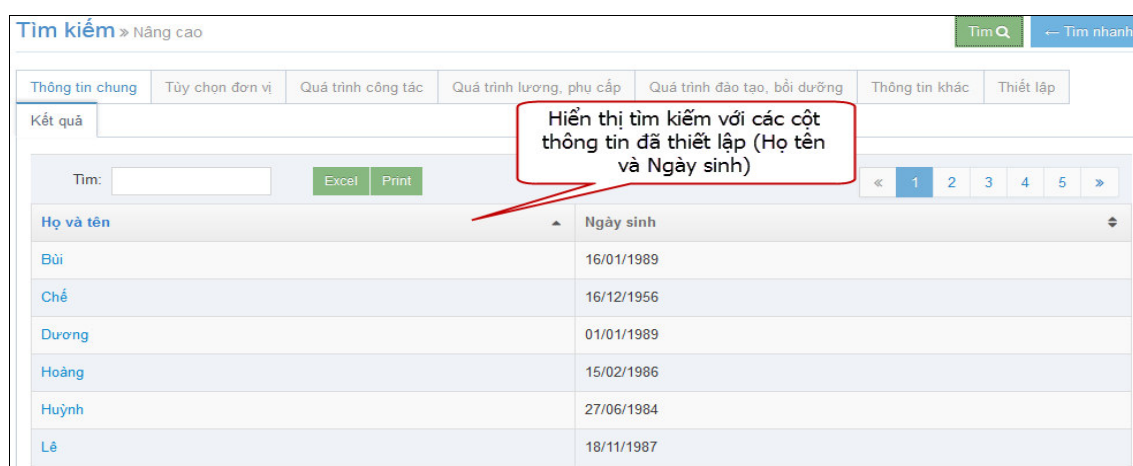 Tìm kiếm » Nâng cao
Tìm
← Tìm nhanh
Thông tin chung
Tùy chọn đơn vị
Quá trình công tác
Quá trình lương, phụ cấp
Quá trình đào tạo, bồi dưỡng
Thông tin khác
Thiết lập
Kết quả
Hiển thị tìm kiếm với các cột
thông tin đã thiết lập (Họ tên
và Ngày sinh)
Tìm:
Excel
Print
« 1 2 3 4 5 »
Họ và tên
Ngày sinh
Bùi
16/01/1989
Chế
16/12/1956
Dương
01/01/1989
Hoàng
15/02/1986
Huỳnh
27/06/1984
Lê
18/11/1987